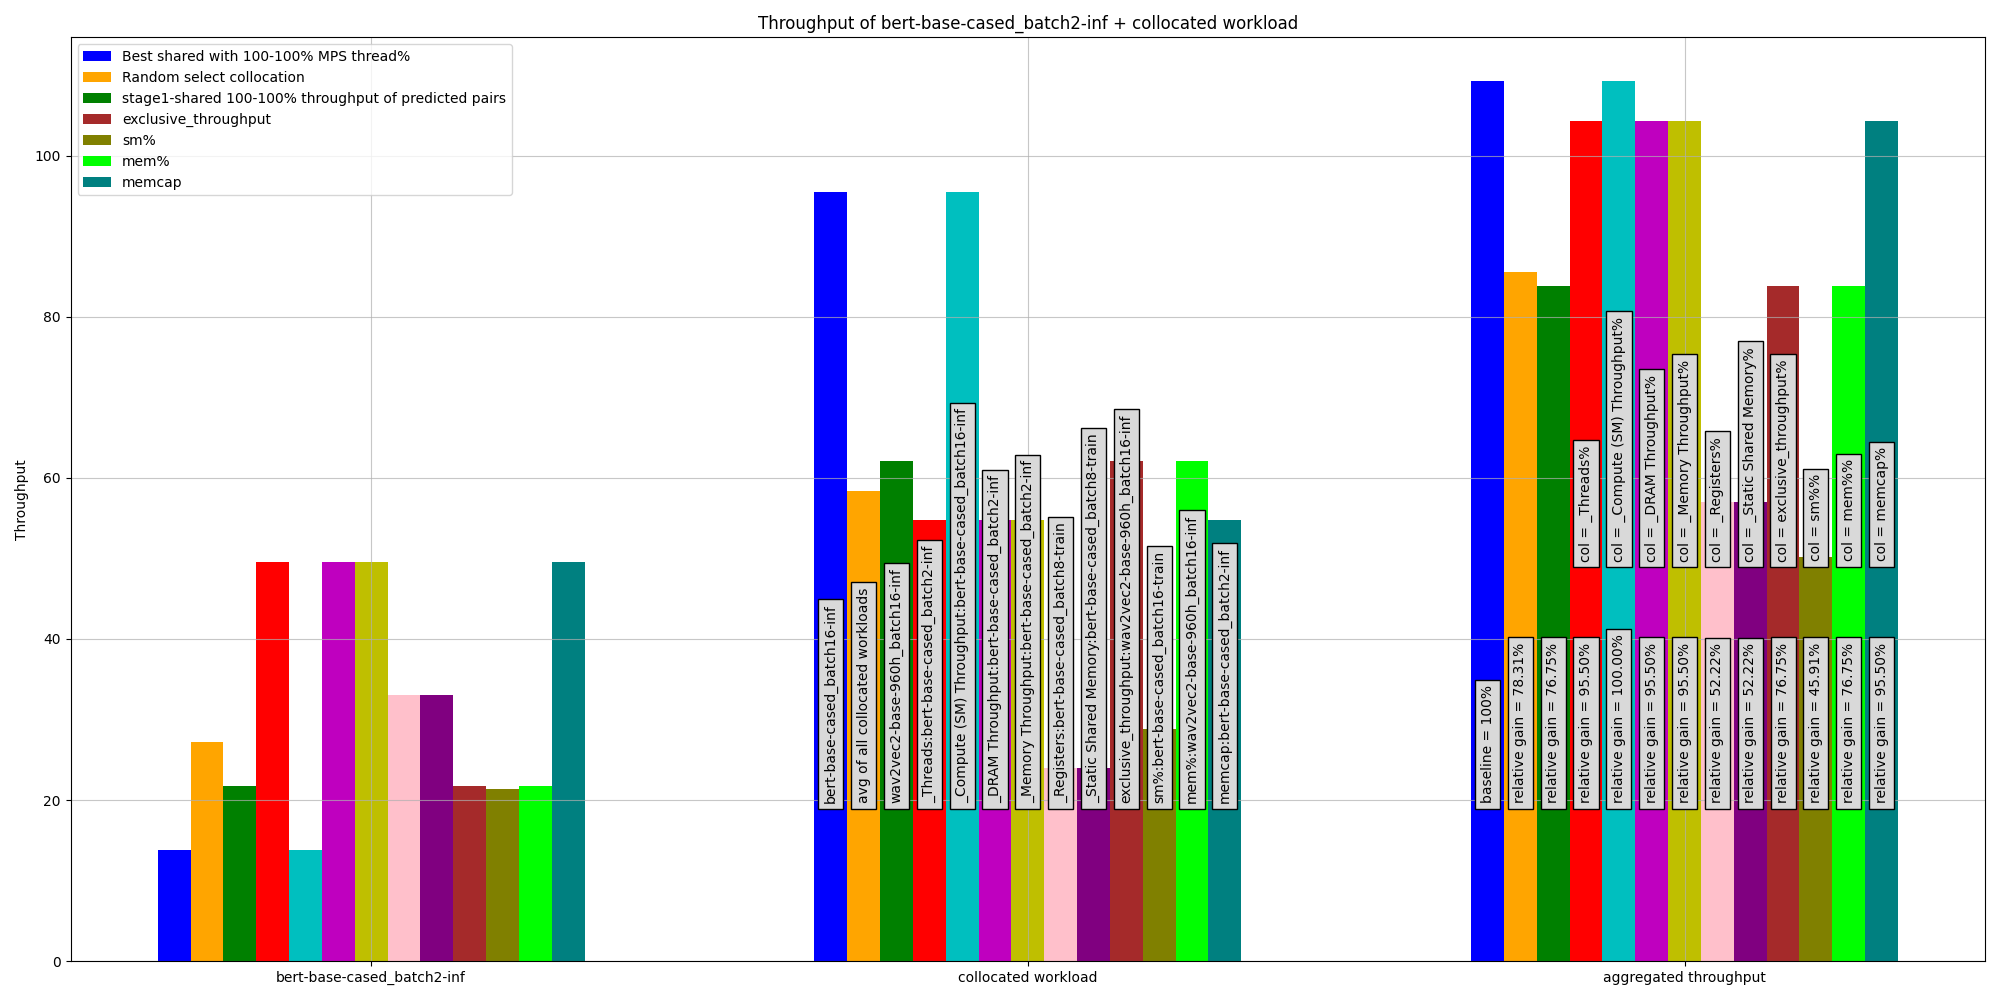 Throughput of bert-base-cased_batch2-inf + collocated workload
Best shared with 100-100% MPS thread%
Random select collocation
stage1-shared 100-100% throughput of predicted pairs
exclusive_throughput
sm%
mem%
memcap
Throughput
100
80
60
40
20
0
bert-base-cased_batch16-inf
avg of all collocated workloads
wav2vec2-base-960h_batch16-inf
_Threads:bert-base-cased_batch2-inf
_Compute (SM) Throughput:bert-base-cased_batch16-inf
_DRAM Throughput:bert-base-cased_batch2-inf
_Memory Throughput:bert-base-cased_batch2-inf
_Registers:bert-base-cased_batch8-train
_Static Shared Memory:bert-base-cased_batch8-train
exclusive_throughput:wav2vec2-base-960h_batch16-inf
sm%:bert-base-cased_batch16-train
mem%:wav2vec2-base-960h_batch16-inf
memcap:bert-base-cased_batch2-inf
col = _Threads%
col = _Compute (SM) Throughput%
col = _DRAM Throughput%
col = _Memory Throughput%
col = _Registers%
col = _Static Shared Memory%
col = exclusive_throughput%
col = sm%%
col = mem%%
col = memcap%
baseline = 100%
relative gain = 78.31%
relative gain = 76.75%
relative gain = 95.50%
relative gain = 100.00%
relative gain = 95.50%
relative gain = 95.50%
relative gain = 52.22%
relative gain = 52.22%
relative gain = 76.75%
relative gain = 45.91%
relative gain = 76.75%
relative gain = 95.50%
bert-base-cased_batch2-inf
collocated workload
aggregated throughput